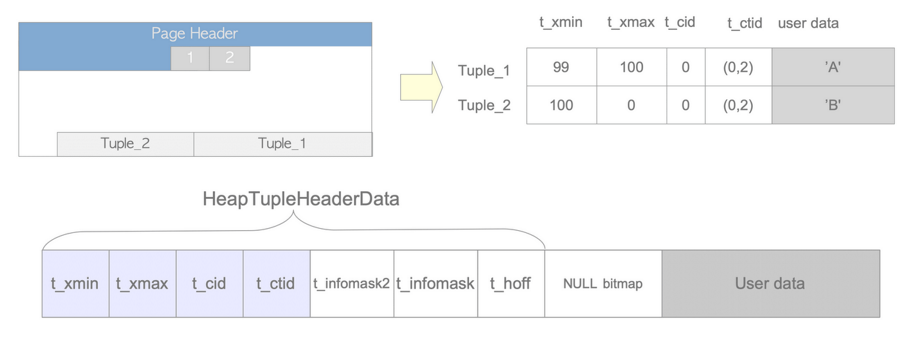 Page Header
1 2
Tuple_2 Tuple_1
t_xmin t_xmax t_cid t_ctid user data
Tuple_1 99 100 0 (0,2) 'A'
Tuple_2 100 0 0 (0,2) 'B'
HeapTupleHeaderData
t_xmin t_xmax t_cid t_ctid t_infomask2 t_infomask t_hoff NULL bitmap User data